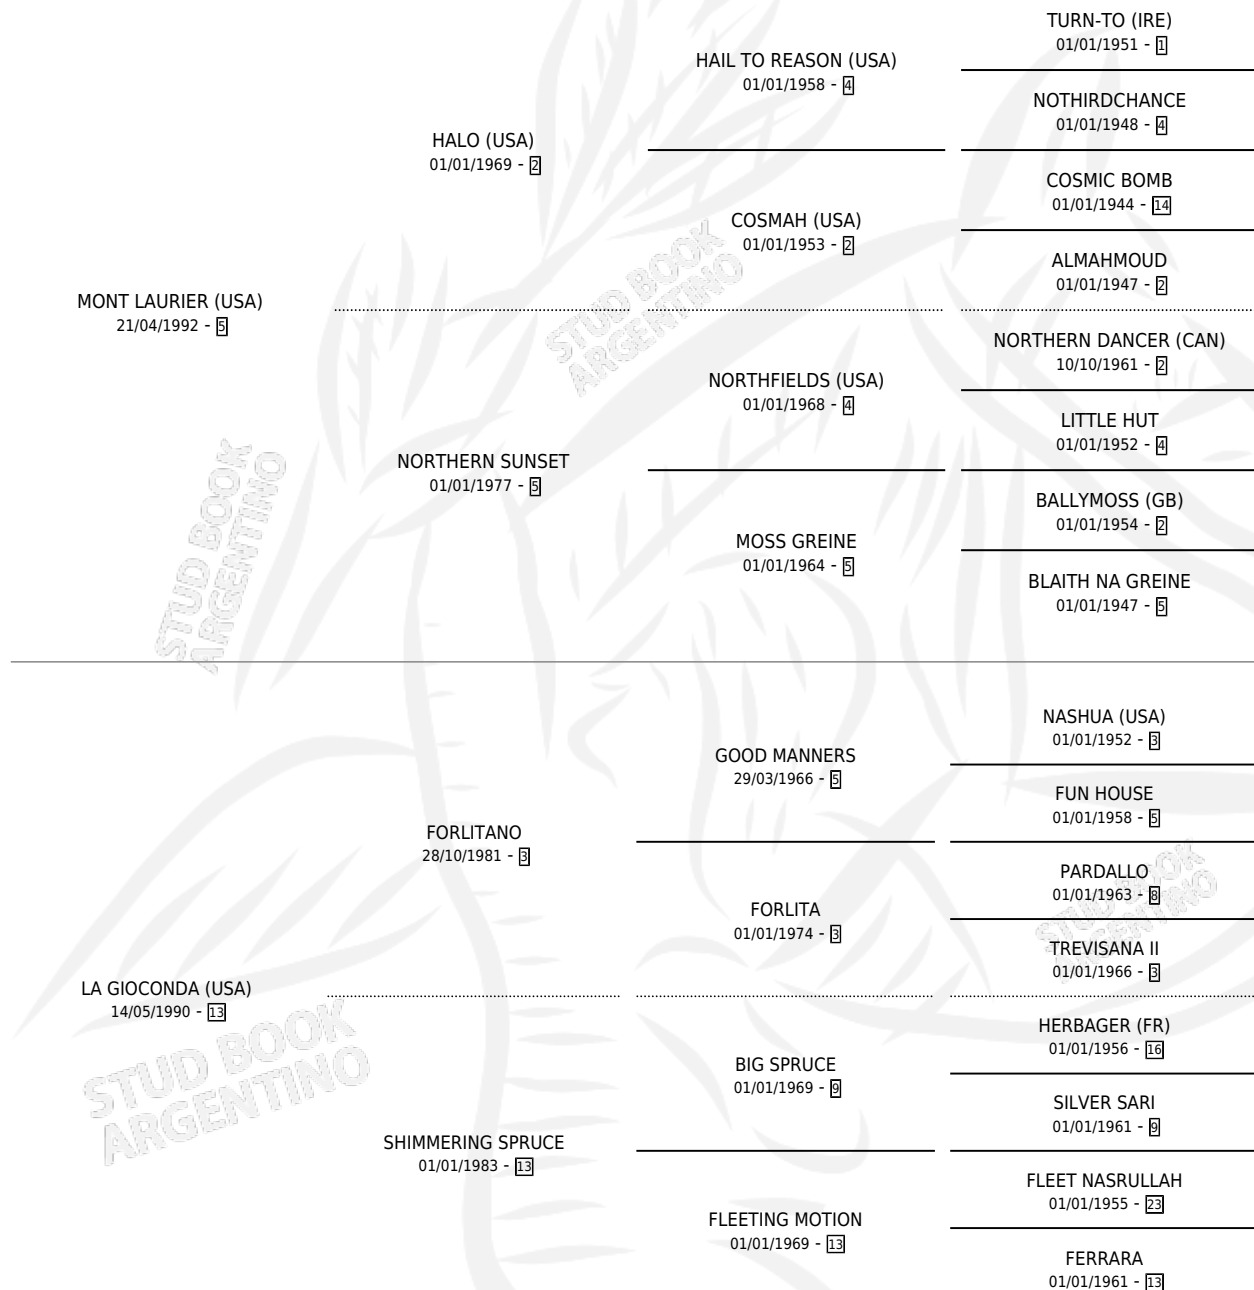 TURN-TO (IRE)
01/01/1951 - 1
HAIL TO REASON (USA)
01/01/1958 - 4
NOTHIRDCHANCE
01/01/1948 - 4
HALO (USA)
01/01/1969 - 2
COSMIC BOMB
01/01/1944 - 14
COSMAH (USA)
01/01/1953 - 2
ALMAHMOUD
01/01/1947 - 2
MONT LAURIER (USA)
21/04/1992 - 5
NORTHERN DANCER (CAN)
10/10/1961 - 2
NORTHFIELDS (USA)
01/01/1968 - 4
LITTLE HUT
01/01/1952 - 4
NORTHERN SUNSET
01/01/1977 - 5
BALLYMOSS (GB)
01/01/1954 - 2
MOSS GREINE
01/01/1964 - 5
BLAITH NA GREINE
01/01/1947 - 5
NASHUA (USA)
01/01/1952 - 3
GOOD MANNERS
29/03/1966 - 5
FUN HOUSE
01/01/1958 - 5
FORLITANO
28/10/1981 - 3
PARDALLO
01/01/1963 - 8
FORLITA
01/01/1974 - 3
TREVISANA II
01/01/1966 - 3
LA GIOCONDA (USA)
14/05/1990 - 13
HERBAGER (FR)
01/01/1956 - 16
BIG SPRUCE
01/01/1969 - 9
SILVER SARI
01/01/1961 - 9
SHIMMERING SPRUCE
01/01/1983 - 13
FLEET NASRULLAH
01/01/1955 - 23
FLEETING MOTION
01/01/1969 - 13
FERRARA
01/01/1961 - 13
STUD BOOK
ARGENTINO
STUD BOOK
ARGENTINO
STUD BOOK
ARGENTINO
STUD BOOK
ARGENTINO